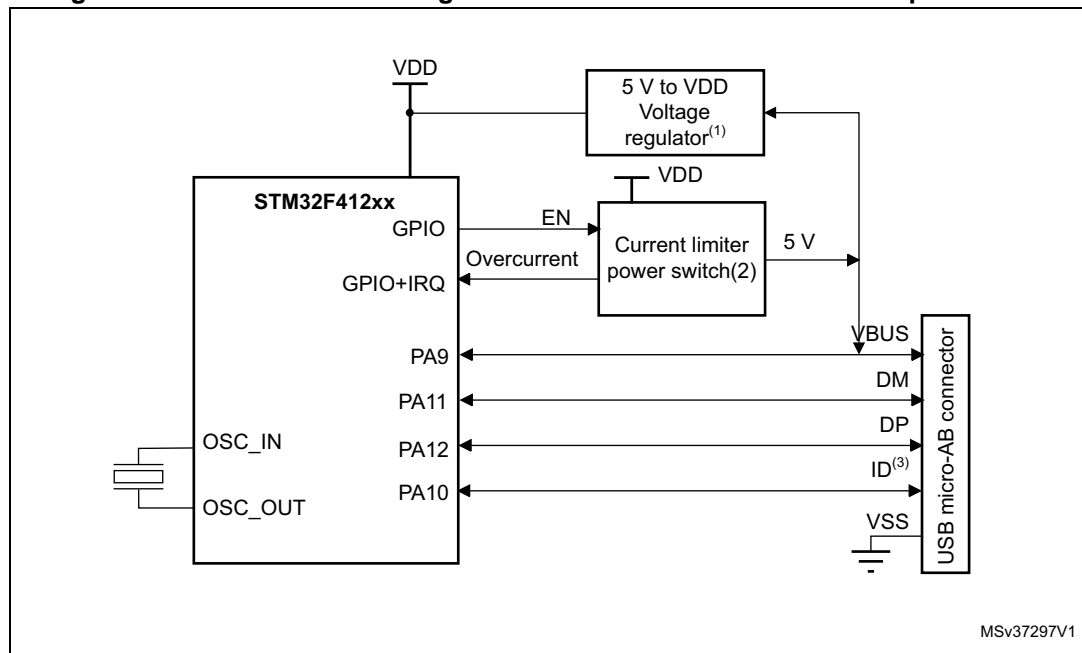 VDD
5 V to VDD
Voltage
regulator(1)
VDD
STM32F412xx
GPIO
EN
Current limiter
power switch(2)
5 V
Overcurrent
GPIO+IRQ
VBUS
PA9
DM
PA11
DP
PA12
ID(3)
PA10
OSC_IN
OSC_OUT
VSS
USB micro-AB connector
MSv37297V1